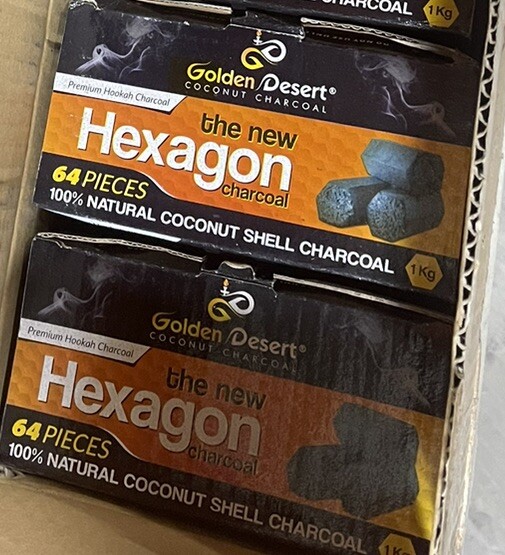 CHARCOAL
1Kg
Golden Desert®
COCONUT CHARCOAL
Premium Hookah Charcoal
the new
Hexagon
charcoal
64 PIECES
100% NATURAL COCONUT SHELL CHARCOAL
1Kg
Golden Desert®
COCONUT CHARCOAL
Premium Hookah Charcoal
the new
Hexagon
charcoal
64 PIECES
100% NATURAL COCONUT SHELL CHARCOAL
1Kg